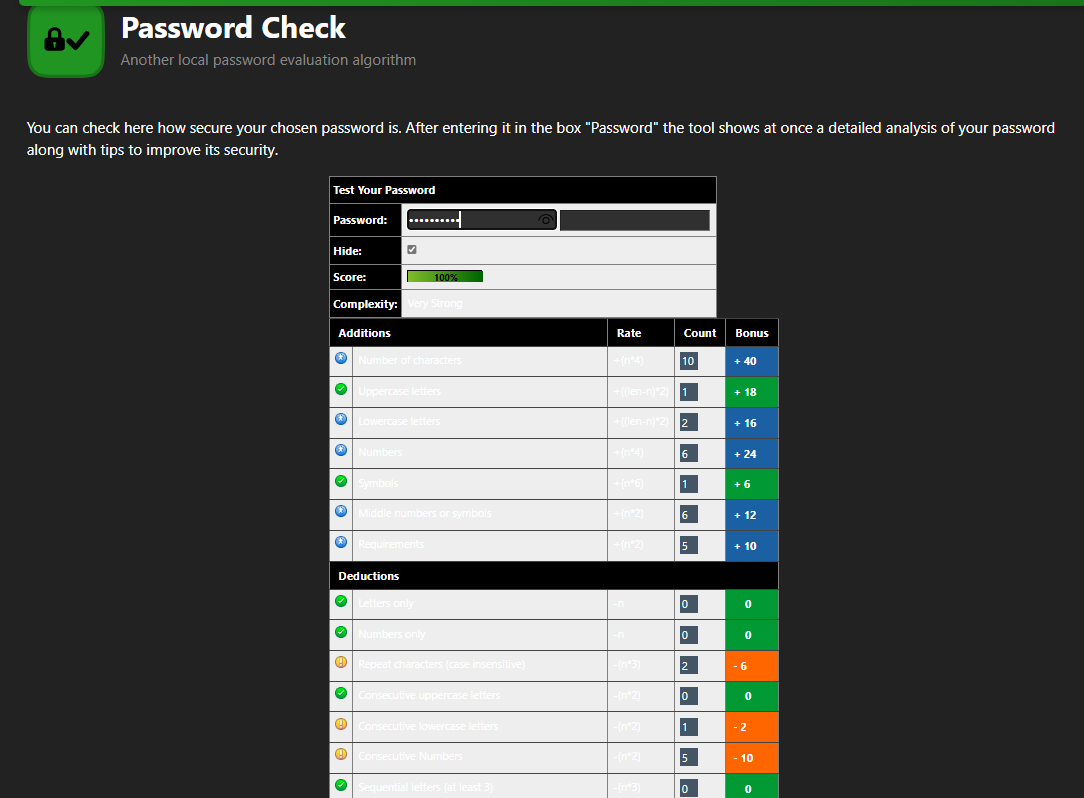 Password Check
Another local password evaluation algorithm
You can check here how secure your chosen password is. After entering it in the box "Password" the tool shows at once a detailed analysis of your password
along with tips to improve its security.
Test Your Password
Password: ••••••••••
Hide:
Score: 100%
Complexity: Very Strong
Additions Rate Count Bonus
Number of characters +(n*4) 10 + 40
Uppercase letters +((len-n)*2) 1 + 18
Lowercase letters +((len-n)*2) 2 + 16
Numbers +(n*4) 6 + 24
Symbols +(n*6) 1 + 6
Middle numbers or symbols +(n*2) 6 + 12
Requirements +(n*2) 5 + 10
Deductions
Letters only -n 0 0
Numbers only -n 0 0
Repeat characters (case insensitive) -(n*3) 2 - 6
Consecutive uppercase letters -(n*2) 0 0
Consecutive lowercase letters -(n*2) 1 - 2
Consecutive Numbers -(n*2) 5 - 10
Sequential letters (at least 3) -(n*3) 0 0